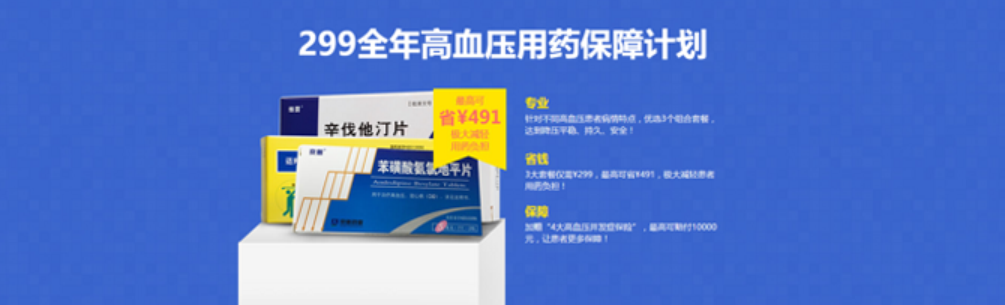 299全年高血压用药保障计划
最高可
省¥491
极大减轻
用药负担
辛伐他汀片
苯磺酸氨氯地平片
Amlodipine Besylate Tablets
专业
针对不同高血压患者病情特点，优选3个组合套餐，
达到降压平稳、持久、安全！
省钱
3大套餐仅需¥299，最高可省¥491，极大减轻患者
用药负担！
保障
加赠“4大高血压并发症保险”，最高可赔付10000
元，让患者更多保障！